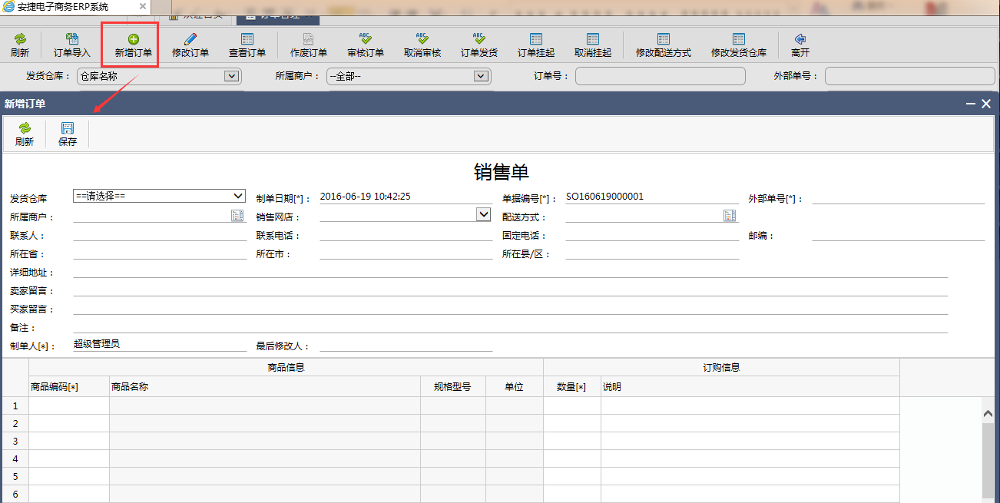 安捷电子商务ERP系统
订单管理
刷新 订单导入 新增订单 修改订单 查看订单 作废订单 审核订单 取消审核 订单发货 订单挂起 取消挂起 修改配送方式 修改发货仓库 离开
发货仓库： 仓库名称 所属商户： --全部-- 订单号： 外部单号：
新增订单
刷新 保存
销售单
发货仓库 ==请选择== 制单日期[*]： 2016-06-19 10:42:25 单据编号[*]： SO160619000001 外部单号[*]：
所属商户： 销售网店： 配送方式：
联系人： 联系电话： 固定电话： 邮编：
所在省： 所在市： 所在县/区：
详细地址：
卖家留言：
买家留言：
备注：
制单人[*]： 超级管理员 最后修改人：
商品信息 订购信息
商品编码[*] 商品名称 规格型号 单位 数量[*] 说明
1
2
3
4
5
6